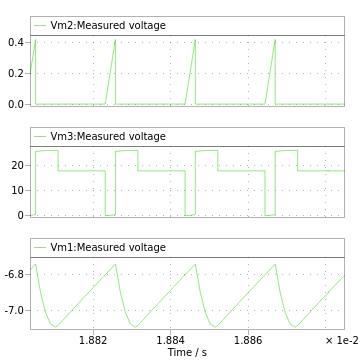 Vm2:Measured voltage
0.4
0.2
0.0
Vm3:Measured voltage
20
10
0
Vm1:Measured voltage
-6.8
-7.0
1.882 1.884 1.886 × 1e-2
Time / s